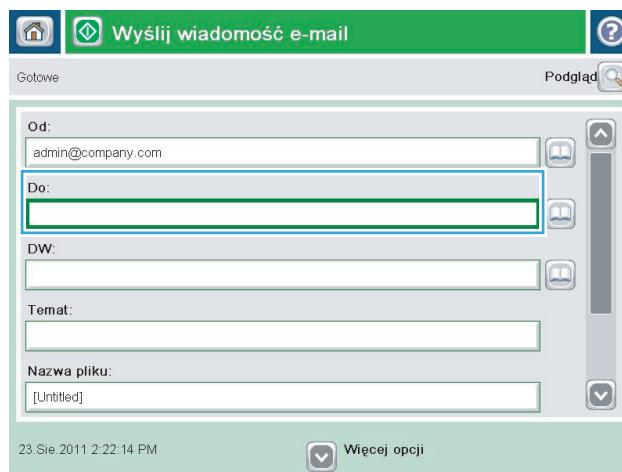 Wyślij wiadomość e-mail
Gotowe
Podgląd
Od:
admin@company.com
Do:
DW:
Temat:
Nazwa pliku:
[Untitled]
23.Sie.2011 2:22:14 PM
Więcej opcji